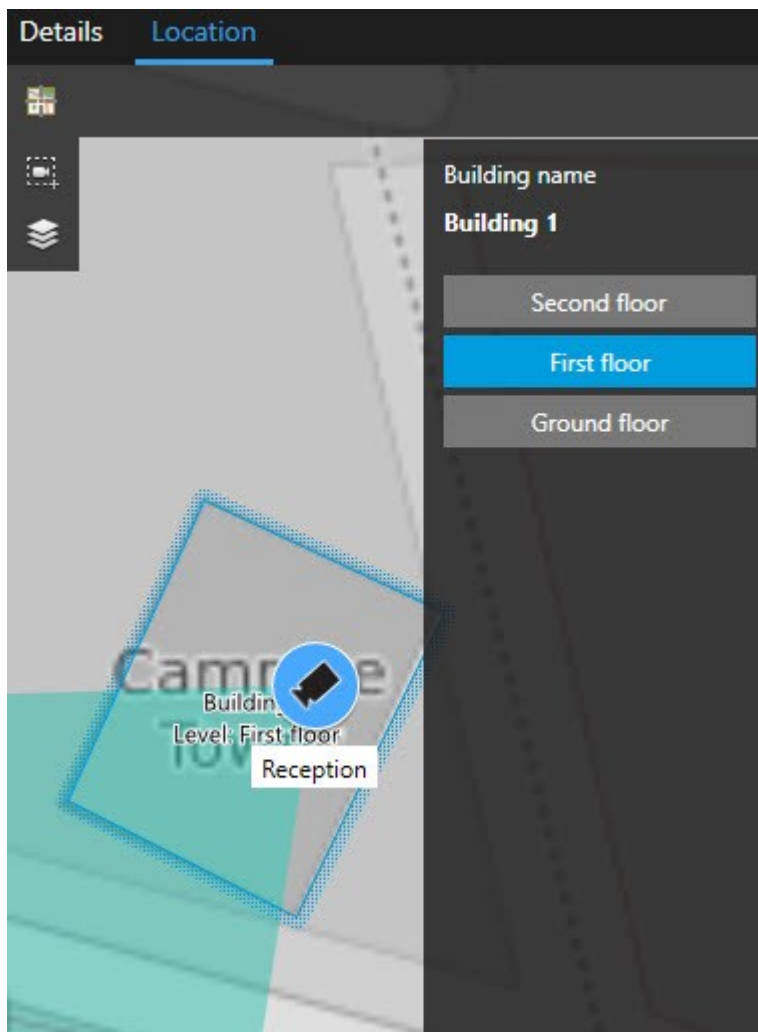 Details Location
Building name
Building 1
Second floor
First floor
Ground floor
Level: First floor
Reception